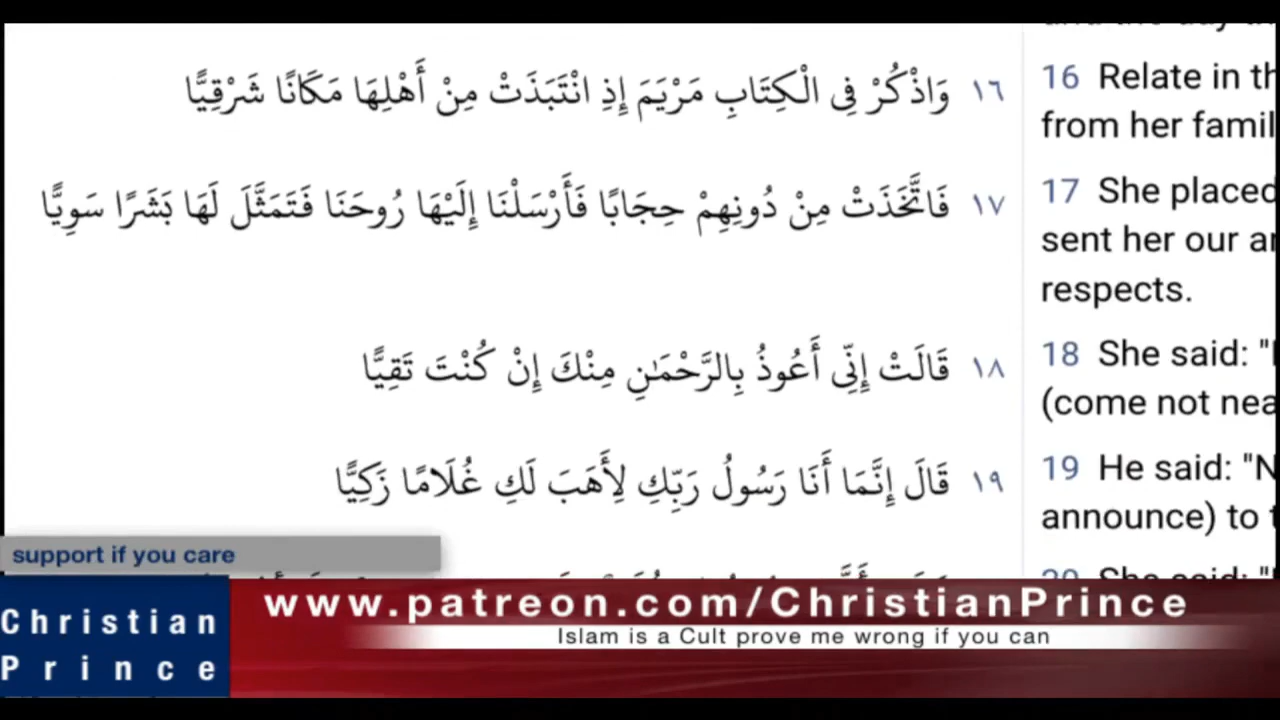 وَاذْكُرْ فِى الْكِتَابِ مَرْيَمَ إِذِ انْتَبَذَتْ مِنْ أَهْلِهَا مَكَانًا شَرْقِيًّا ١٦
فَاتَّخَذَتْ مِنْ دُونِهِمْ حِجَابًا فَأَرْسَلْنَا إِلَيْهَا رُوحَنَا فَتَمَثَّلَ لَهَا بَشَرًا سَوِيًّا ١٧
قَالَتْ إِنِّى أَعُوذُ بِالرَّحْمَٰنِ مِنْكَ إِنْ كُنْتَ تَقِيًّا ١٨
قَالَ إِنَّمَا أَنَا رَسُولُ رَبِّكِ لِأَهَبَ لَكِ غُلَامًا زَكِيًّا ١٩
16 Relate in th
from her famil
17 She placed
sent her our a
respects.
18 She said: "
(come not nea
19 He said: "N
announce) to t
20 She said: "
support if you care
Christian
Prince
www.patreon.com/ChristianPrince
Islam is a Cult prove me wrong if you can